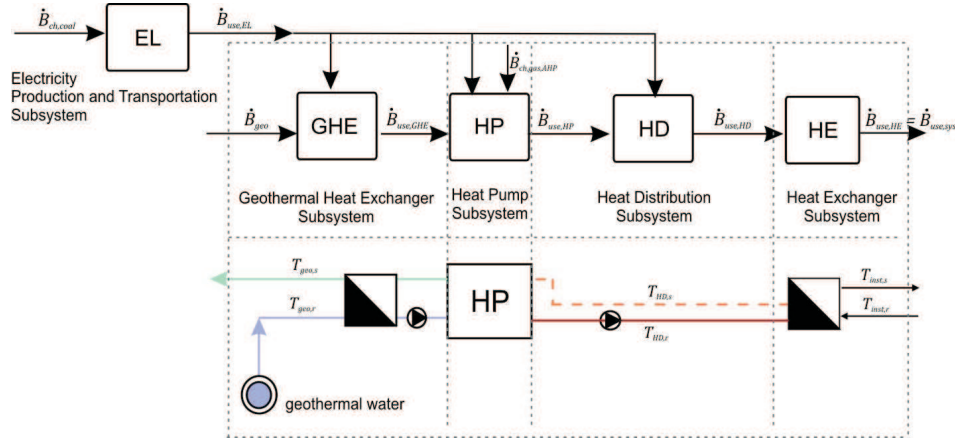 Ḃch,coal
EL
Ḃuse,EL
Electricity
Production and Transportation
Subsystem
Ḃch,gas,AHP
Ḃgeo
GHE
Ḃuse,GHE
HP
Ḃuse,HP
HD
Ḃuse,HD
HE
Ḃuse,HE = Ḃuse,sys
Geothermal Heat Exchanger
Subsystem
Heat Pump
Subsystem
Heat Distribution
Subsystem
Heat Exchanger
Subsystem
Tgeo,s
Tgeo,r
HP
THD,s
THD,r
Tinst,s
Tinst,r
geothermal water